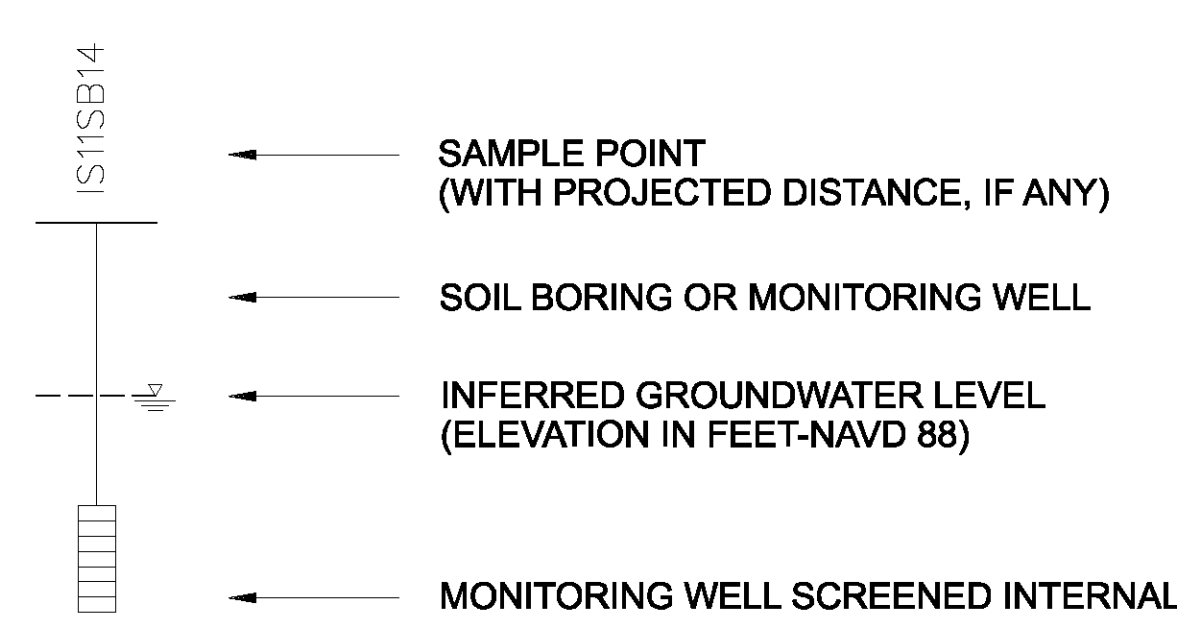 IS11SB14
SAMPLE POINT
(WITH PROJECTED DISTANCE, IF ANY)
SOIL BORING OR MONITORING WELL
INFERRED GROUNDWATER LEVEL
(ELEVATION IN FEET-NAVD 88)
MONITORING WELL SCREENED INTERNAL